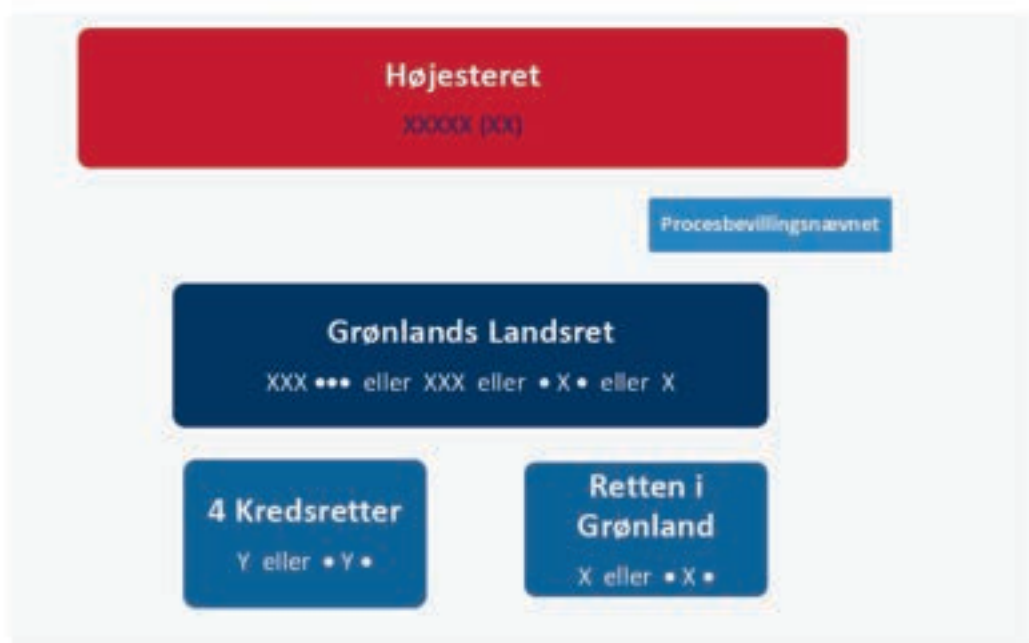 Højesteret
XXXXX (XX)
Procesbevillingsnævnet
Grønlands Landsret
XXX ••• eller XXX eller • X • eller X
4 Kredsretter
Y eller • Y •
Retten i
Grønland
X eller • X •